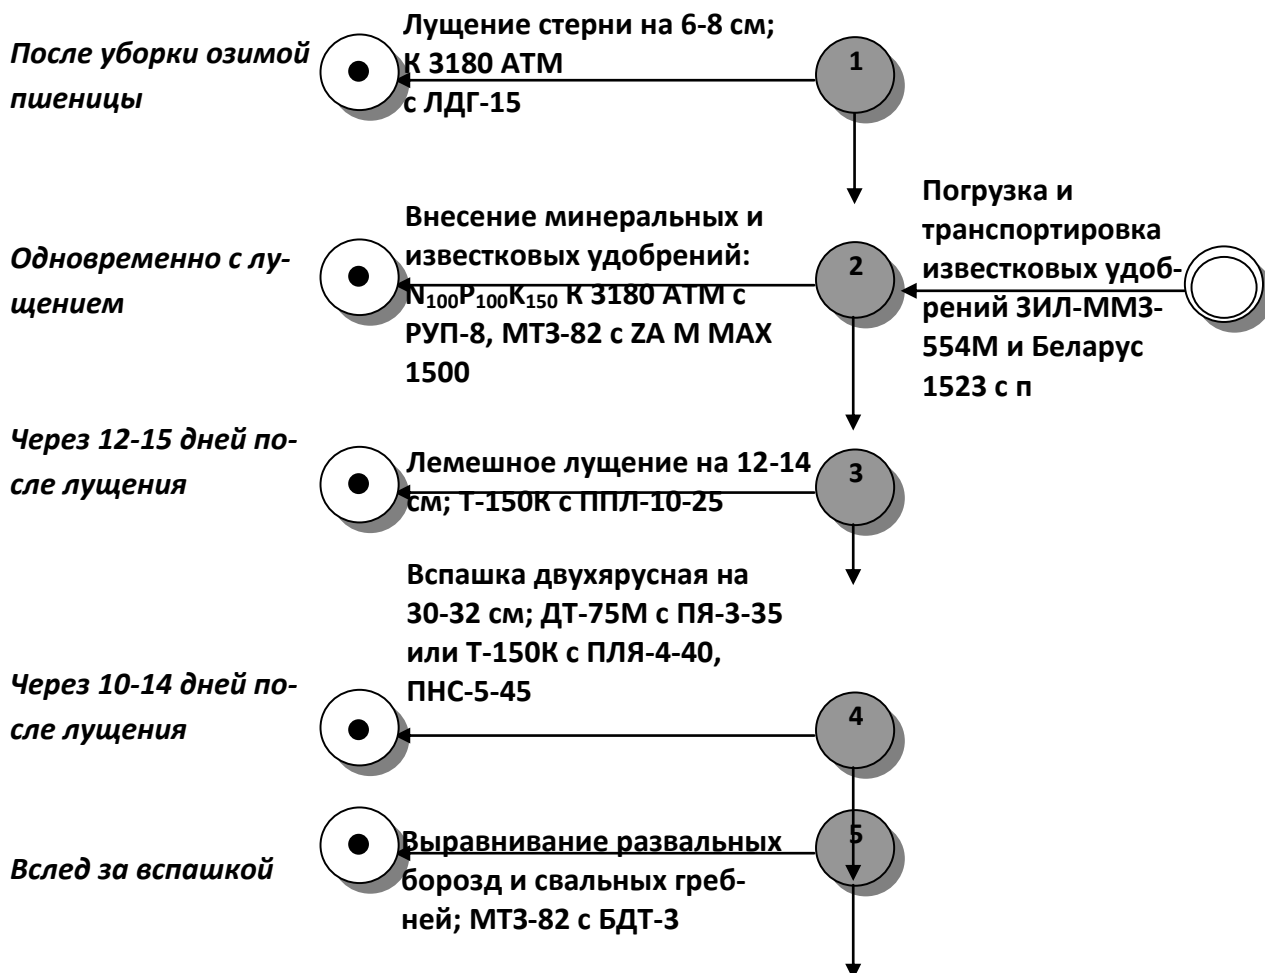 После уборки озимой
пшеницы
Лущение стерни на 6-8 см;
К 3180 АТМ
с ЛДГ-15
1
Одновременно с лу-
щением
Внесение минеральных и
известковых удобрений:
N₁₀₀P₁₀₀K₁₅₀ К 3180 АТМ с
РУП-8, МТЗ-82 с ZA M MAX
1500
2
Погрузка и
транспортировка
известковых удоб-
рений ЗИЛ-ММЗ-
554М и Беларус
1523 с п
Через 12-15 дней по-
сле лущения
Лемешное лущение на 12-14
см; Т-150К с ППЛ-10-25
3
Через 10-14 дней по-
сле лущения
Вспашка двухярусная на
30-32 см; ДТ-75М с ПЯ-3-35
или Т-150К с ПЛЯ-4-40,
ПНС-5-45
4
Вслед за вспашкой
Выравнивание развальных
борозд и свальных греб-
ней; МТЗ-82 с БДТ-3
5